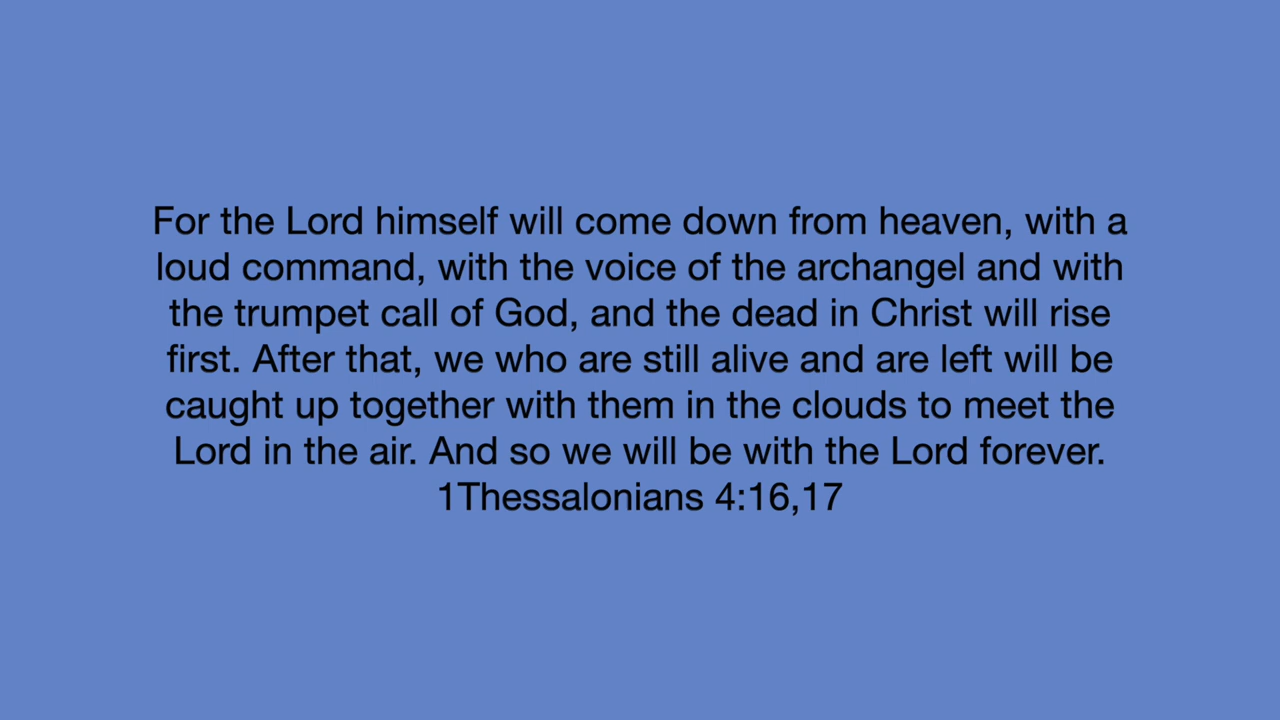 For the Lord himself will come down from heaven, with a
loud command, with the voice of the archangel and with
the trumpet call of God, and the dead in Christ will rise
first. After that, we who are still alive and are left will be
caught up together with them in the clouds to meet the
Lord in the air. And so we will be with the Lord forever.
1Thessalonians 4:16,17